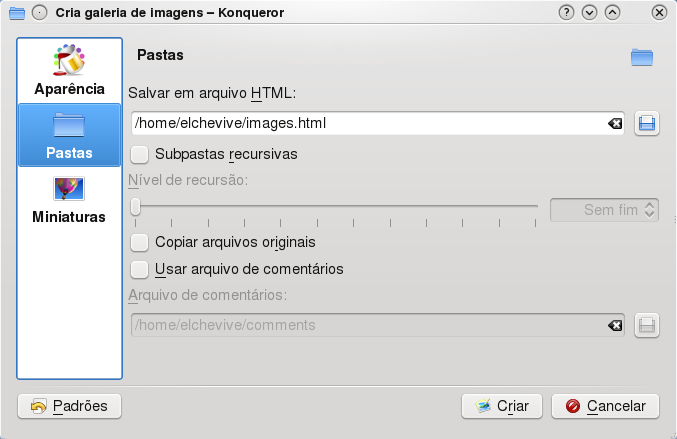 Cria galeria de imagens – Konqueror
Aparência
Pastas
Miniaturas
Pastas
Salvar em arquivo HTML:
/home/elchevive/images.html
Subpastas recursivas
Nível de recursão:
Sem fim
Copiar arquivos originais
Usar arquivo de comentários
Arquivo de comentários:
/home/elchevive/comments
Padrões
Criar
Cancelar